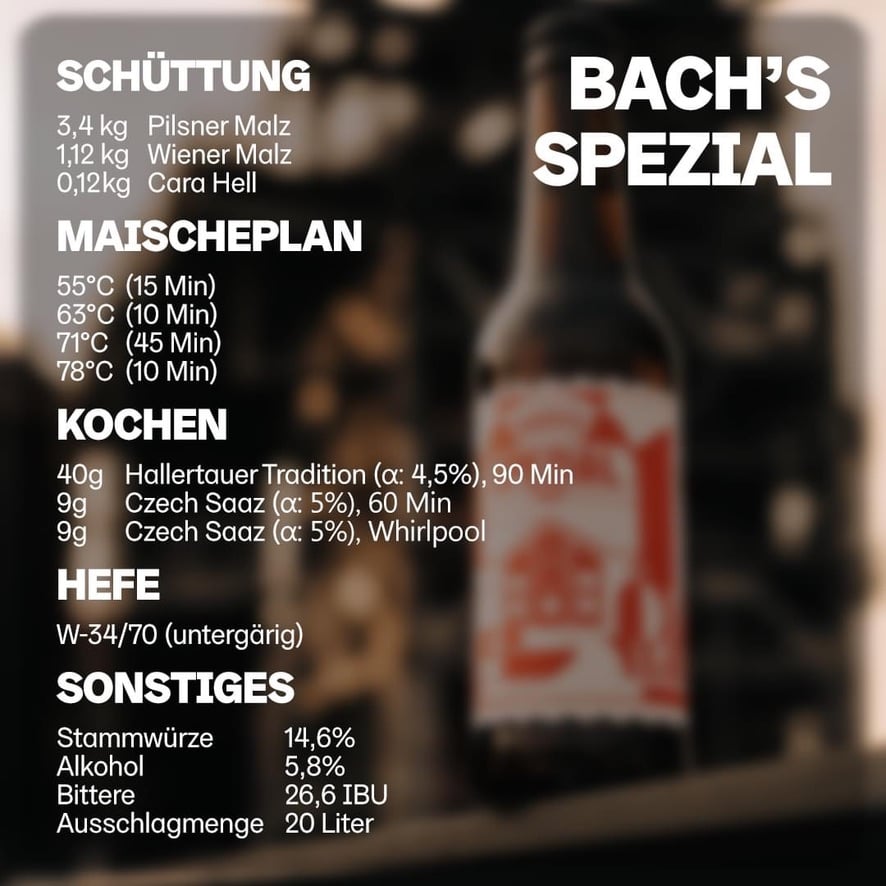 BACH’S
SPEZIAL
SCHÜTTUNG
3,4 kg Pilsner Malz
1,12 kg Wiener Malz
0,12kg Cara Hell
MAISCHEPLAN
55°C (15 Min)
63°C (10 Min)
71°C (45 Min)
78°C (10 Min)
KOCHEN
40g Hallertauer Tradition (α: 4,5%), 90 Min
9g Czech Saaz (α: 5%), 60 Min
9g Czech Saaz (α: 5%), Whirlpool
HEFE
W-34/70 (untergärig)
SONSTIGES
Stammwürze 14,6%
Alkohol 5,8%
Bittere 26,6 IBU
Ausschlagmenge 20 Liter